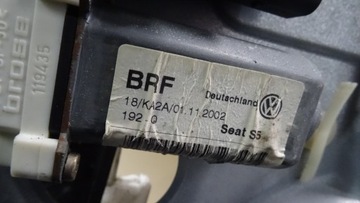 BRF Deutschland
18/KA2A/01.11.2002
192.0 Seat S5
brose
119435